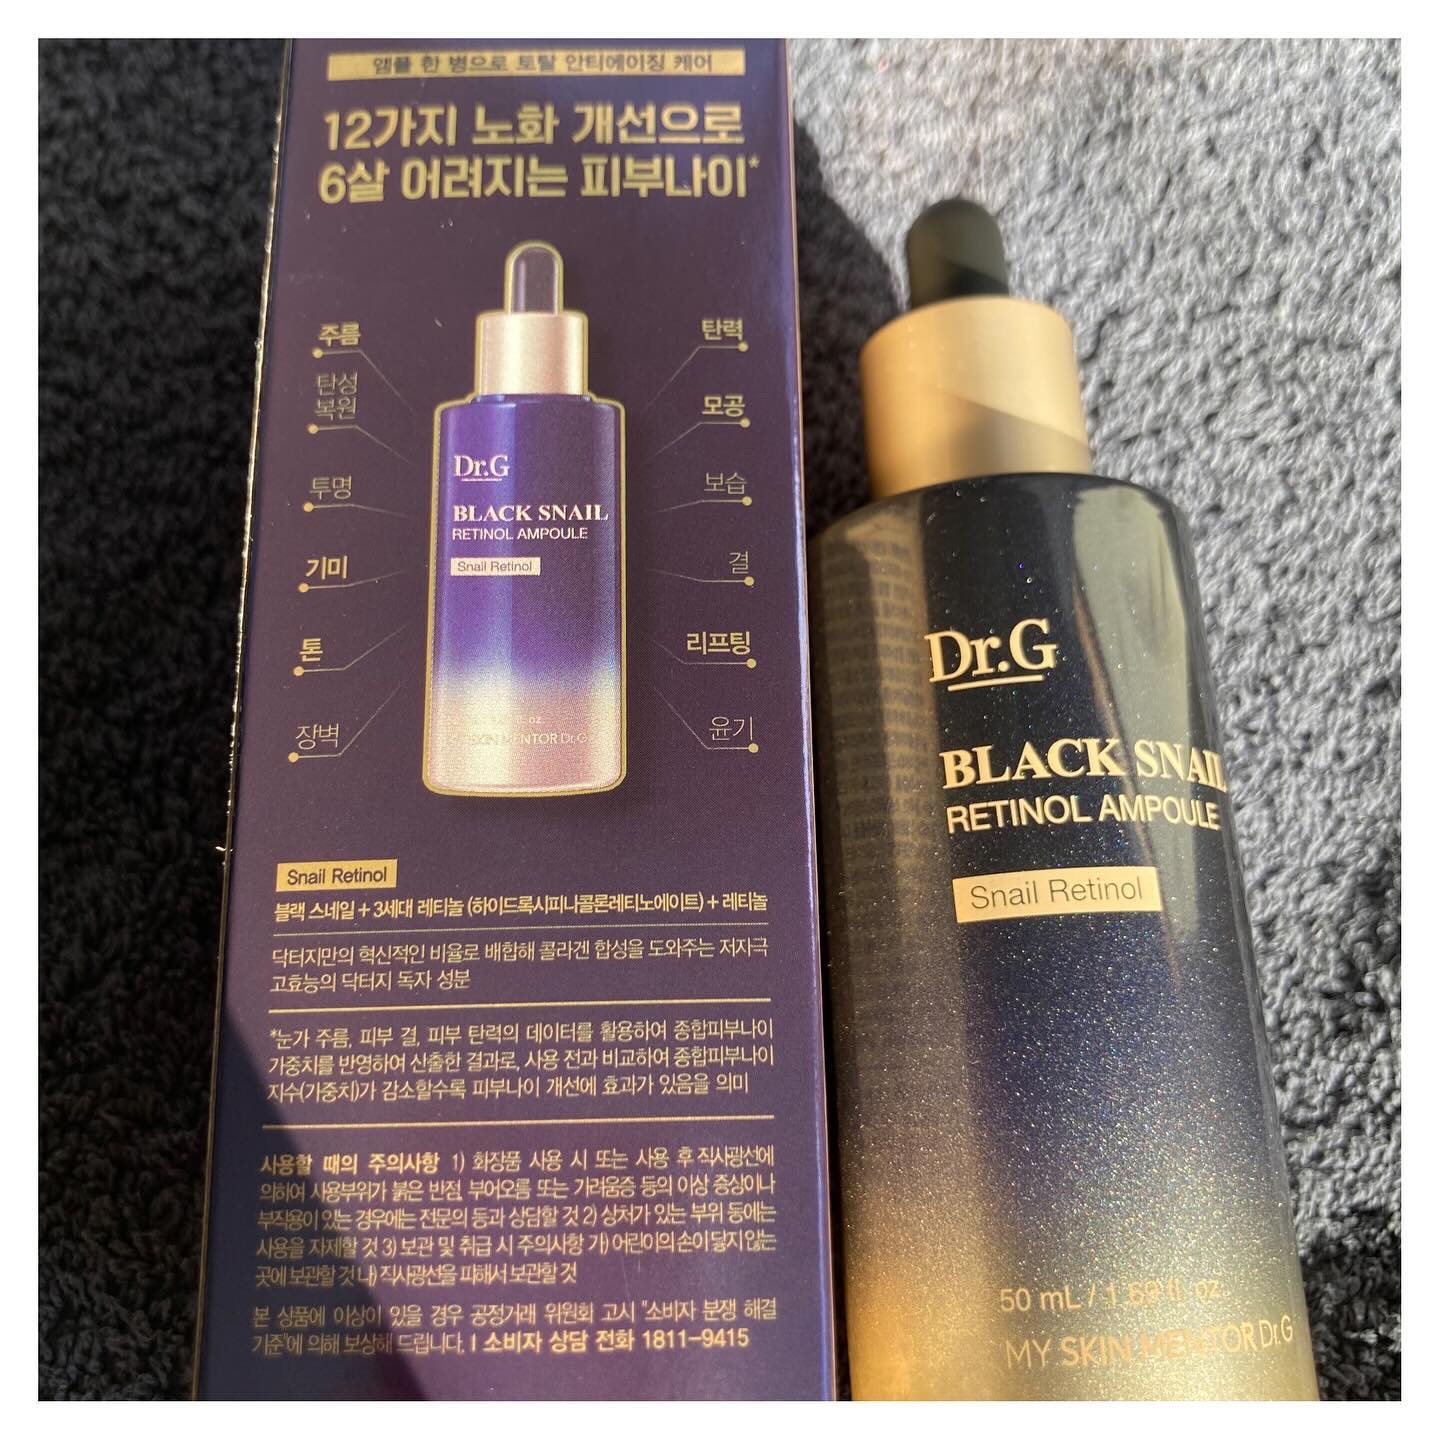 앰플 한 병으로 토탈 안티에이징 케어
12가지 노화 개선으로
6살 어려지는 피부나이*
주름
탄성
복원
투명
기미
톤
장벽
탄력
모공
보습
결
리프팅
윤기
Dr.G
BLACK SNAIL
RETINOL AMPOULE
Snail Retinol
oz.
SKIN MENTOR Dr.G
Snail Retinol
블랙 스네일 + 3세대 레티놀 (하이드록시피나콜론레티노에이트) + 레티놀
닥터지만의 혁신적인 비율로 배합해 콜라겐 합성을 도와주는 저자극
고효능의 닥터지 독자 성분
*눈가 주름, 피부 결, 피부 탄력의 데이터를 활용하여 종합피부나이
가중치를 반영하여 산출한 결과로, 사용 전과 비교하여 종합피부나이
지수(가중치)가 감소할수록 피부나이 개선에 효과가 있음을 의미
사용할 때의 주의사항 1) 화장품 사용 시 또는 사용 후 직사광선에
의하여 사용부위가 붉은 반점, 부어오름 또는 가려움증 등의 이상 증상이나
부작용이 있는 경우에는 전문의 등과 상담할 것 2) 상처가 있는 부위 등에는
사용을 자제할 것 3) 보관 및 취급 시 주의사항 가) 어린이의 손이 닿지 않는
곳에 보관할 것 나) 직사광선을 피해서 보관할 것
본 상품에 이상이 있을 경우 공정거래 위원회 고시 "소비자 분쟁 해결
기준"에 의해 보상해 드립니다. I 소비자 상담 전화 1811-9415
Dr.G
BLACK SNAIL
RETINOL AMPOULE
Snail Retinol
50 mL / 1.69 fl. oz.
MY SKIN MENTOR Dr.G